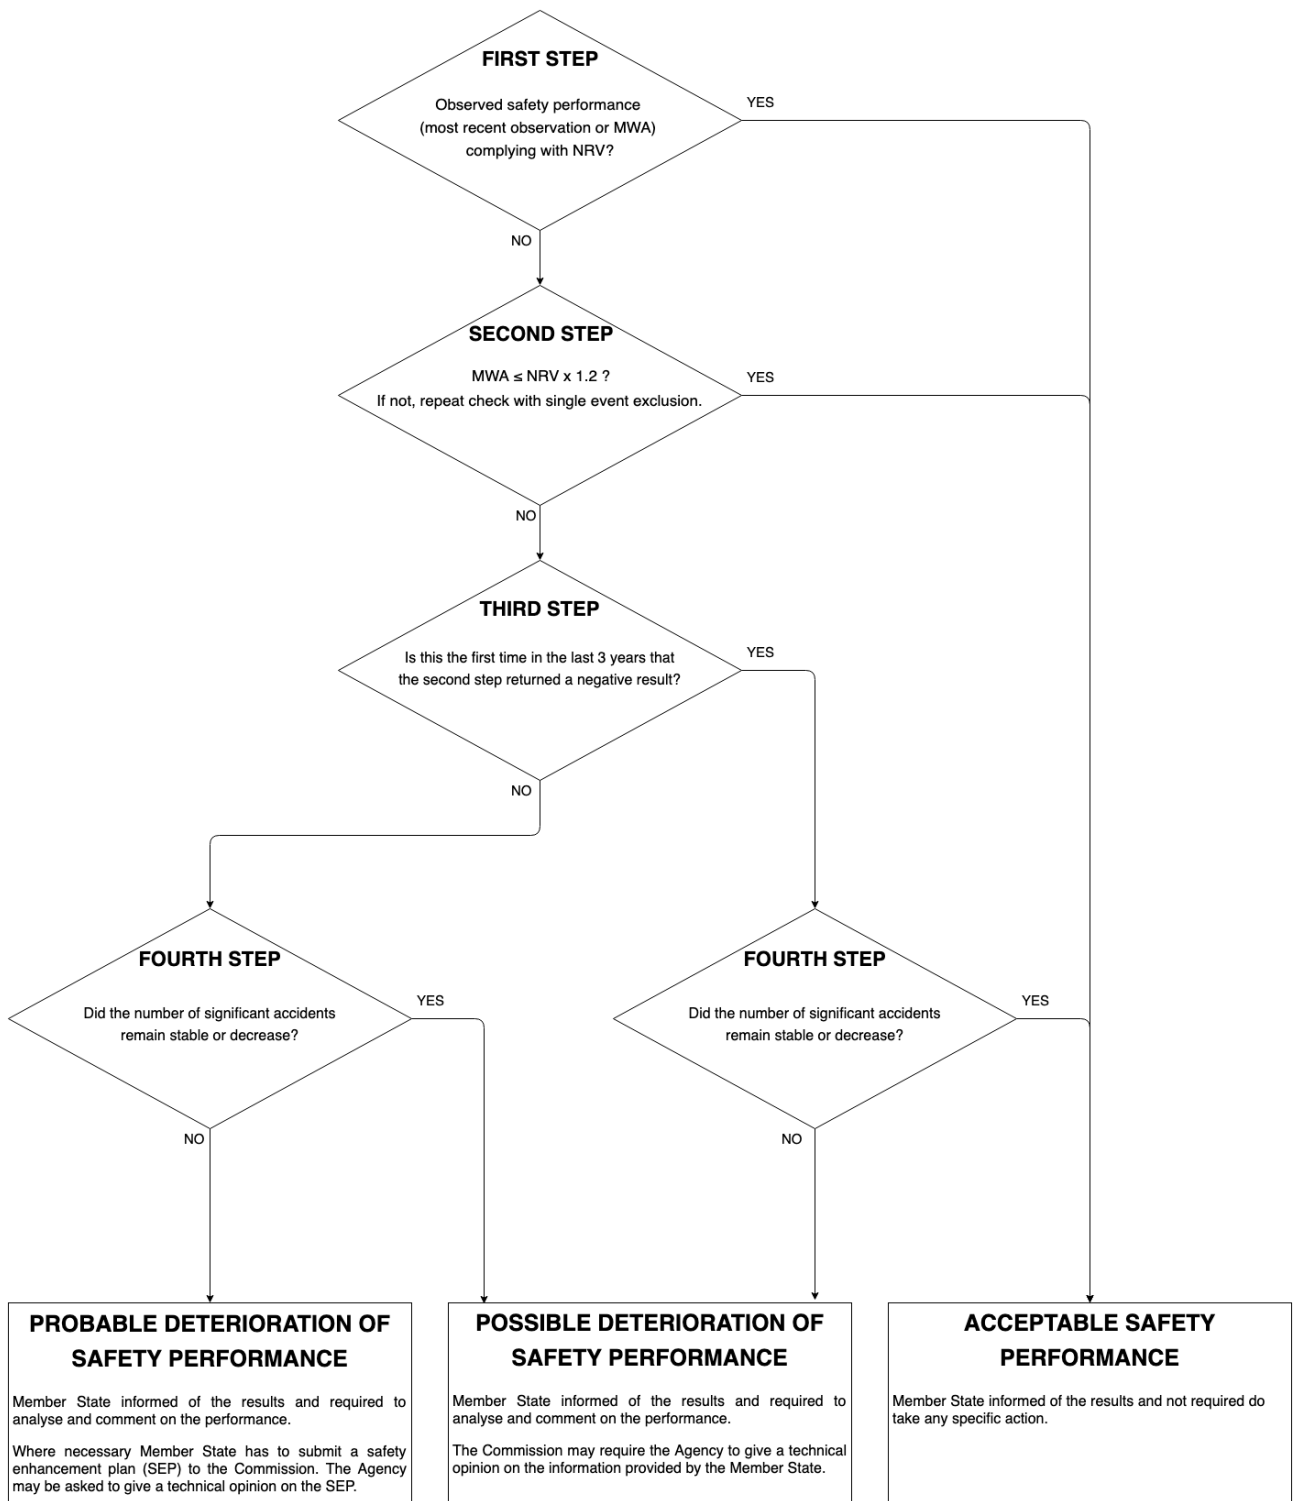 FIRST STEP
Observed safety performance
(most recent observation or MWA)
complying with NRV?
YES
NO
SECOND STEP
MWA ≤ NRV x 1.2 ?
If not, repeat check with single event exclusion.
YES
NO
THIRD STEP
Is this the first time in the last 3 years that
the second step returned a negative result?
YES
NO
FOURTH STEP
Did the number of significant accidents
remain stable or decrease?
YES
NO
FOURTH STEP
Did the number of significant accidents
remain stable or decrease?
YES
NO
PROBABLE DETERIORATION OF
SAFETY PERFORMANCE
Member State informed of the results and required to
analyse and comment on the performance.
Where necessary Member State has to submit a safety
enhancement plan (SEP) to the Commission. The Agency
may be asked to give a technical opinion on the SEP.
POSSIBLE DETERIORATION OF
SAFETY PERFORMANCE
Member State informed of the results and required to
analyse and comment on the performance.
The Commission may require the Agency to give a technical
opinion on the information provided by the Member State.
ACCEPTABLE SAFETY
PERFORMANCE
Member State informed of the results and not required do
take any specific action.